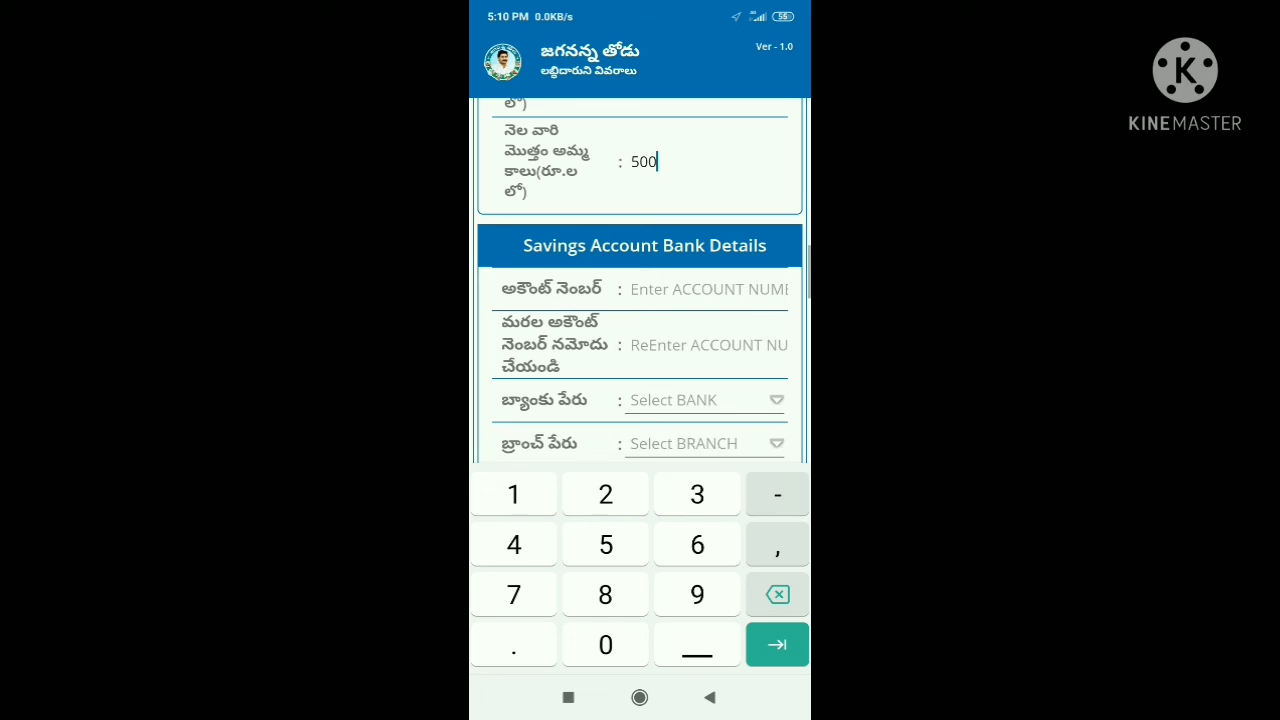 5:10 PM 0.0KB/s
55
జగనన్న తోడు
లబ్ధిదారుని వివరాలు
Ver - 1.0
K
KINEMASTER
లో)
నెల వారి
మొత్తం అమ్మ
కాలు(రూ.ల
లో)
: 500
Savings Account Bank Details
అకౌంట్ నెంబర్ : Enter ACCOUNT NUMB
మరల అకౌంట్
నెంబర్ నమోదు : ReEnter ACCOUNT NU
చేయండి
బ్యాంకు పేరు : Select BANK
బ్రాంచ్ పేరు : Select BRANCH
1 2 3 -
4 5 6 ,
7 8 9
. 0